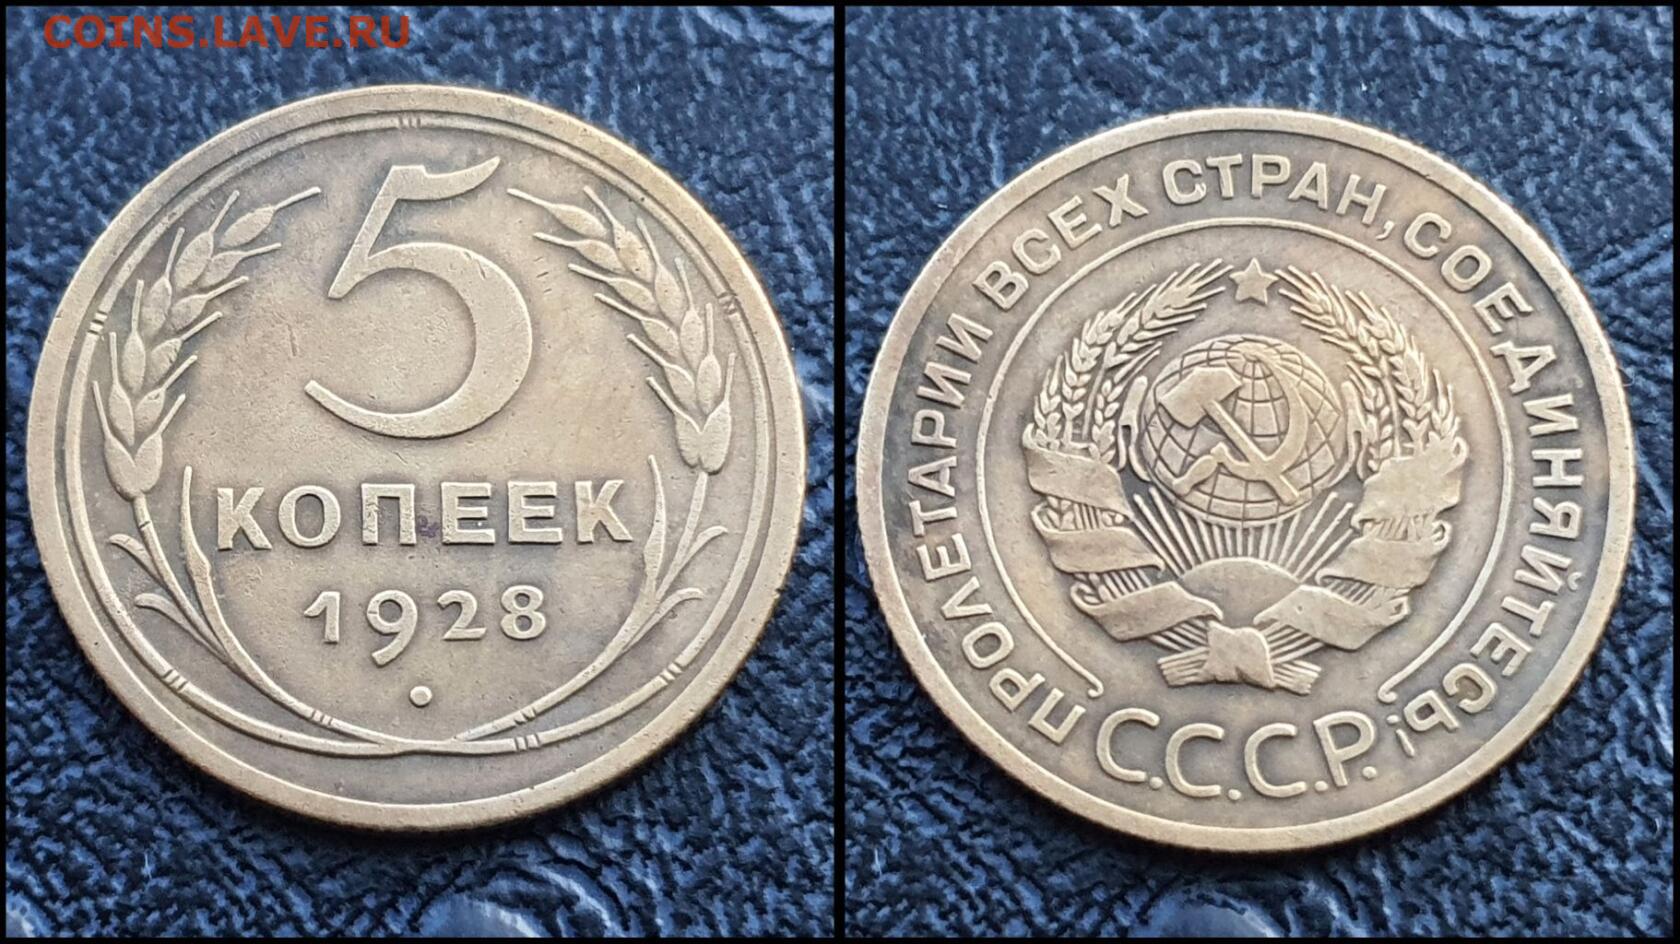 COINS.LAVE.RU
5
КОПЕЕК
1928
ПРОЛЕТАРИИ ВСЕХ СТРАН, СОЕДИНЯЙТЕСЬ!
С.С.С.Р.